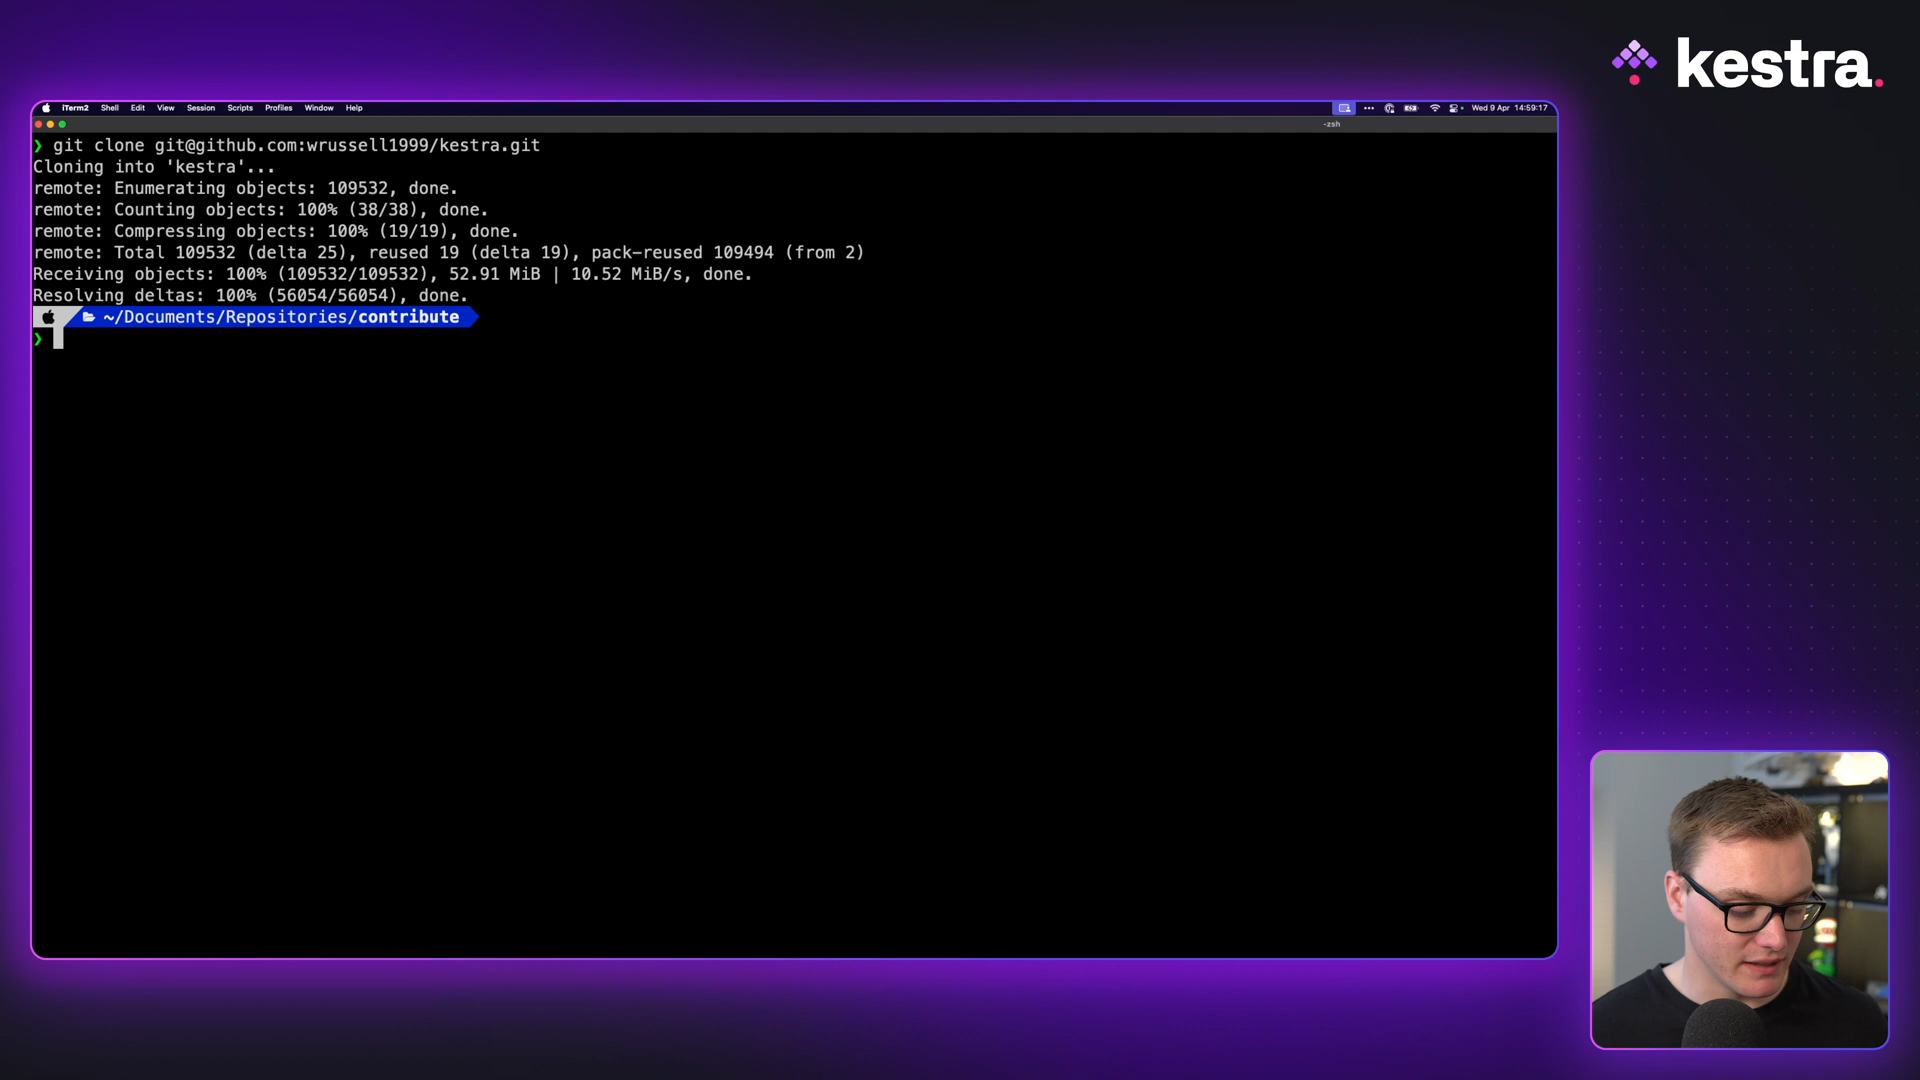 kestra.
iTerm2 Shell Edit View Session Scripts Profiles Window Help
Wed 9 Apr 14:59:17
-zsh
❯ git clone git@github.com:wrussell1999/kestra.git
Cloning into 'kestra'...
remote: Enumerating objects: 109532, done.
remote: Counting objects: 100% (38/38), done.
remote: Compressing objects: 100% (19/19), done.
remote: Total 109532 (delta 25), reused 19 (delta 19), pack-reused 109494 (from 2)
Receiving objects: 100% (109532/109532), 52.91 MiB | 10.52 MiB/s, done.
Resolving deltas: 100% (56054/56054), done.
~/Documents/Repositories/contribute
❯